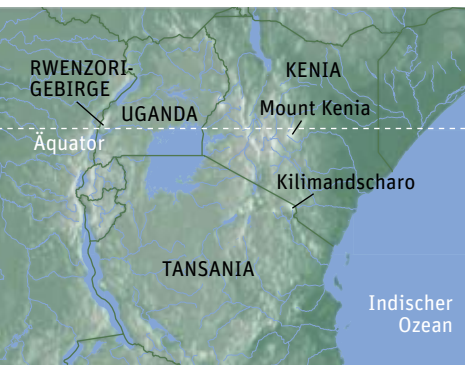 RWENZORI-
GEBIRGE
KENIA
UGANDA
Mount Kenia
Äquator
Kilimandscharo
TANSANIA
Indischer
Ozean